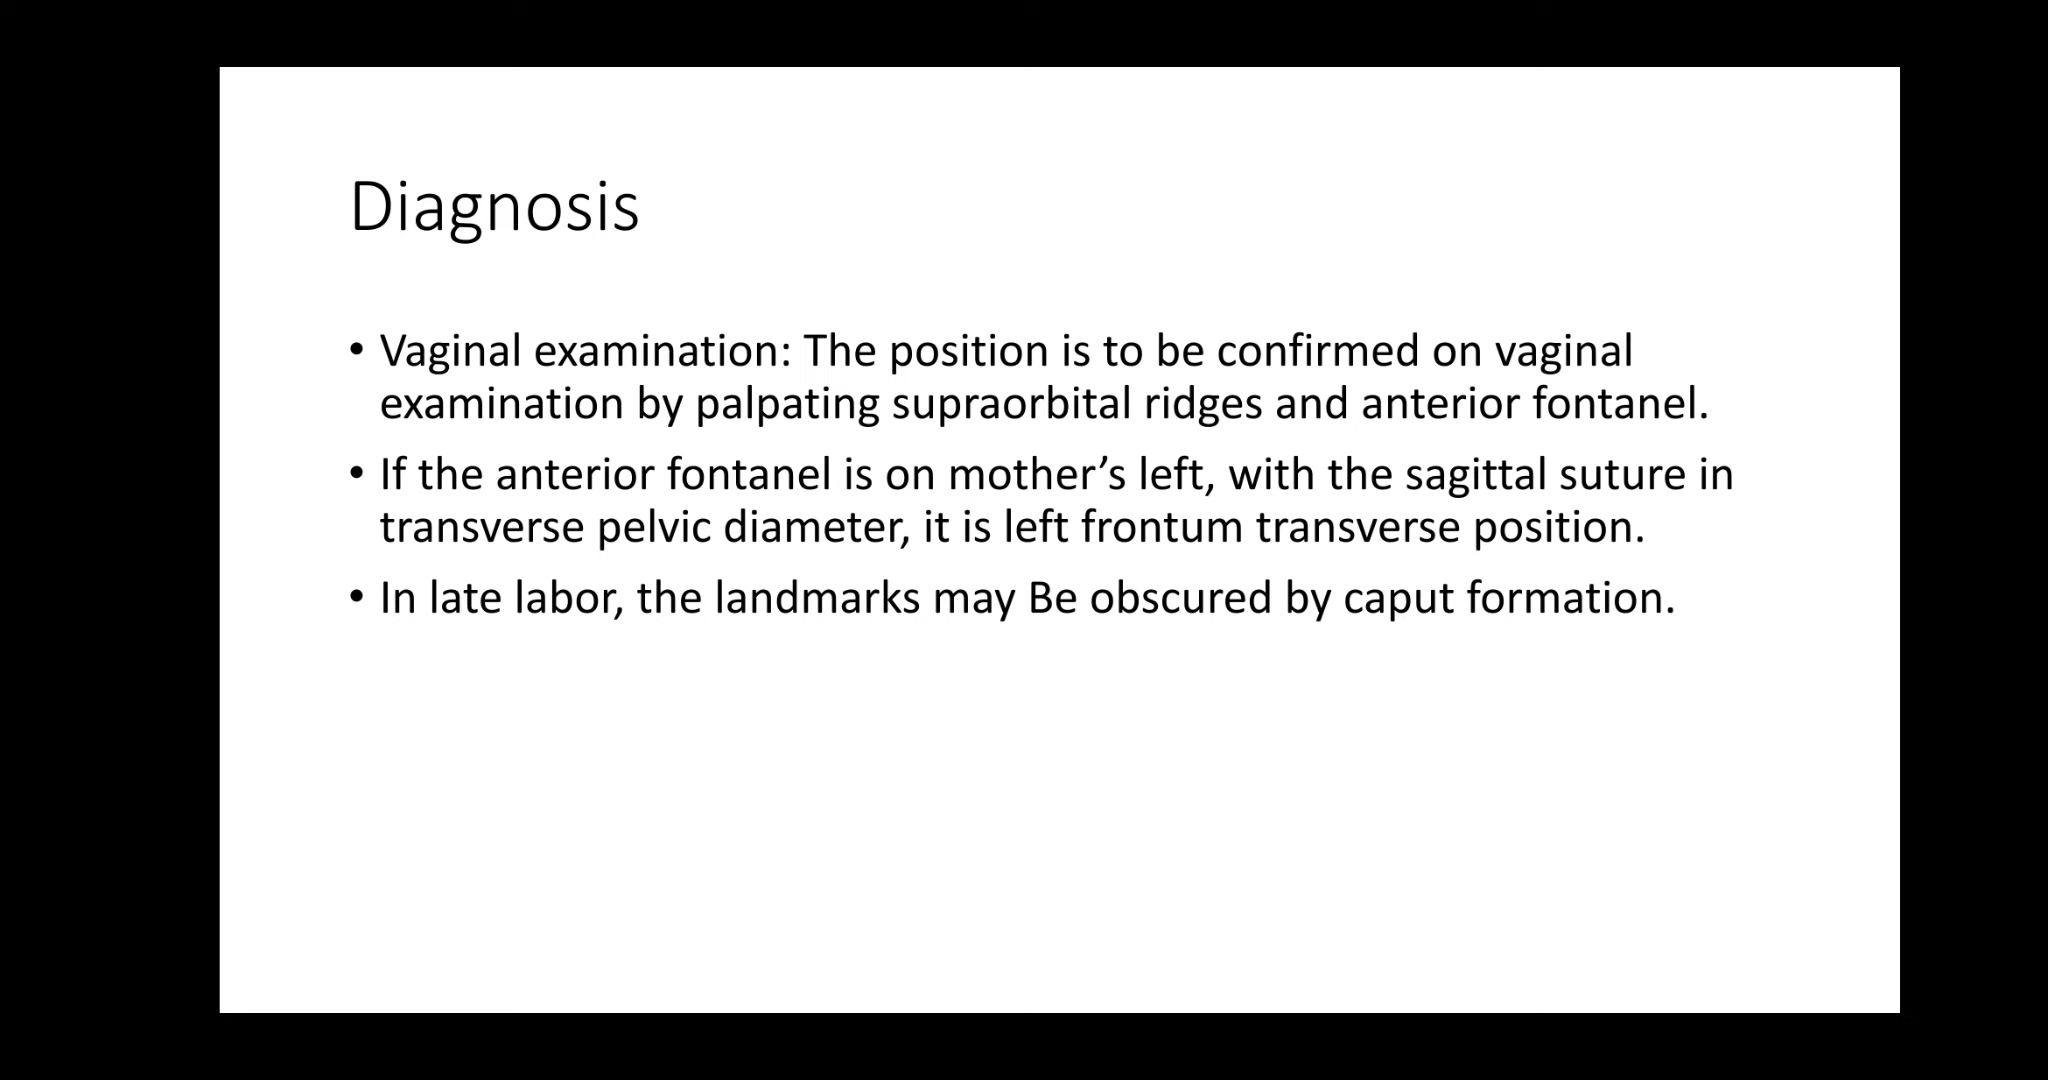 Diagnosis
• Vaginal examination: The position is to be confirmed on vaginal
examination by palpating supraorbital ridges and anterior fontanel.
• If the anterior fontanel is on mother’s left, with the sagittal suture in
transverse pelvic diameter, it is left frontum transverse position.
• In late labor, the landmarks may Be obscured by caput formation.